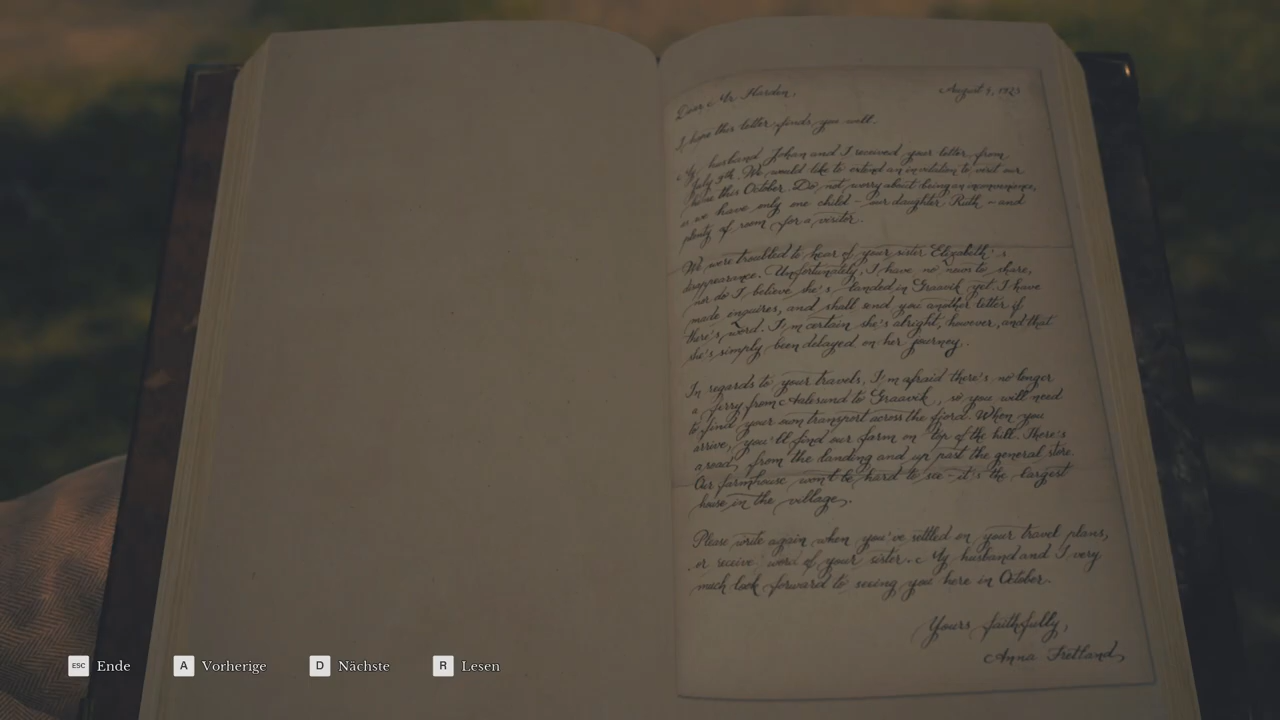 Dear Mr Harden,
August 5, 1923
I hope this letter finds you well.
My husband Johan and I received your letter from
July 9th. We would like to extend an invitation to visit our
home this October. Do not worry about being an inconvenience,
as we have only one child – our daughter Ruth – and
plenty of room for a visitor.
We were troubled to hear of your sister Elizabeth's
disappearance. Unfortunately, I have no news to share,
nor do I believe she's landed in Graavik yet. I have
made inquires, and shall send you another letter if
there's word. I'm certain she's alright, however, and that
she's simply been delayed on her journey.
In regards to your travels, I'm afraid there's no longer
a ferry from Aalesund to Graavik, so you will need
to find your own transport across the fjord. When you
arrive, you'll find our farm on top of the hill. There's
a road, from the landing and up past the general store.
Our farmhouse won't be hard to see – it's the largest
house in the village.
Please write again when you've settled on your travel plans,
or receive word of your sister. My husband and I very
much look forward to seeing you here in October.
Yours faithfully,
Anna Fretland
ESC Ende A Vorherige D Nächste R Lesen